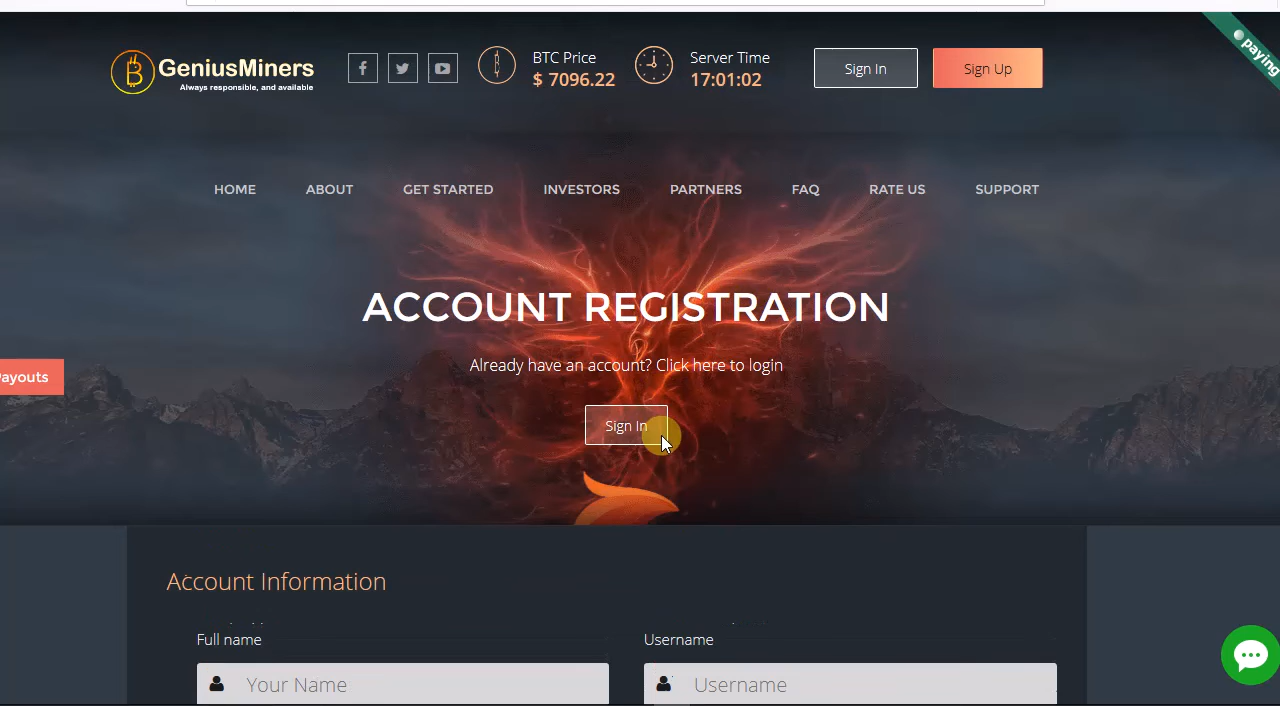 GeniusMiners
Always responsible, and available
BTC Price
$ 7096.22
Server Time
17:01:02
Sign In
Sign Up
paying
HOME
ABOUT
GET STARTED
INVESTORS
PARTNERS
FAQ
RATE US
SUPPORT
ACCOUNT REGISTRATION
Already have an account? Click here to login
ayouts
Sign In
Account Information
Full name
Username
Your Name
Username